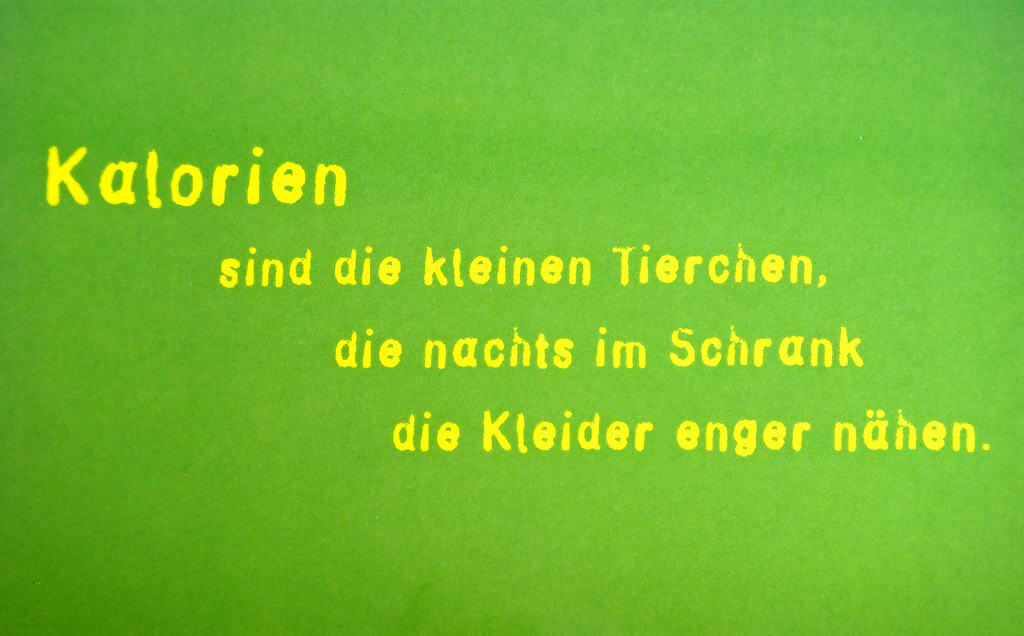 Kalorien
sind die kleinen Tierchen,
die nachts im Schrank
die Kleider enger nähen.